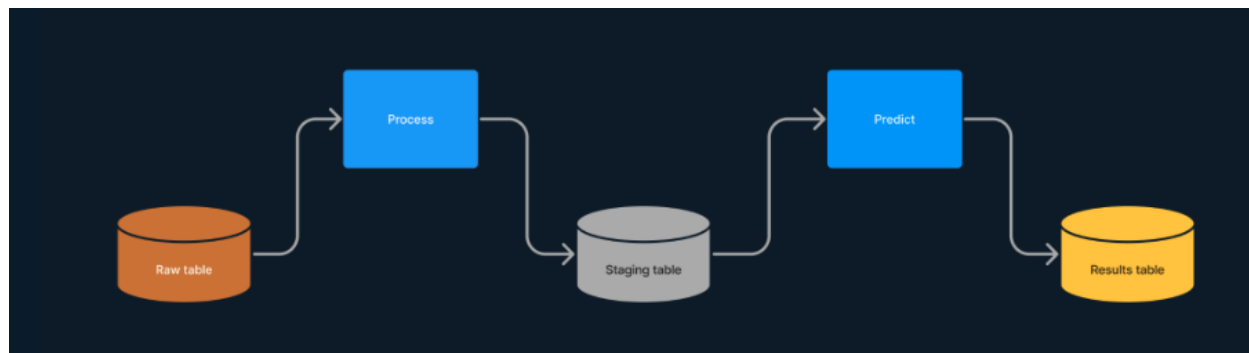 Process
Predict
Raw table
Staging table
Results table